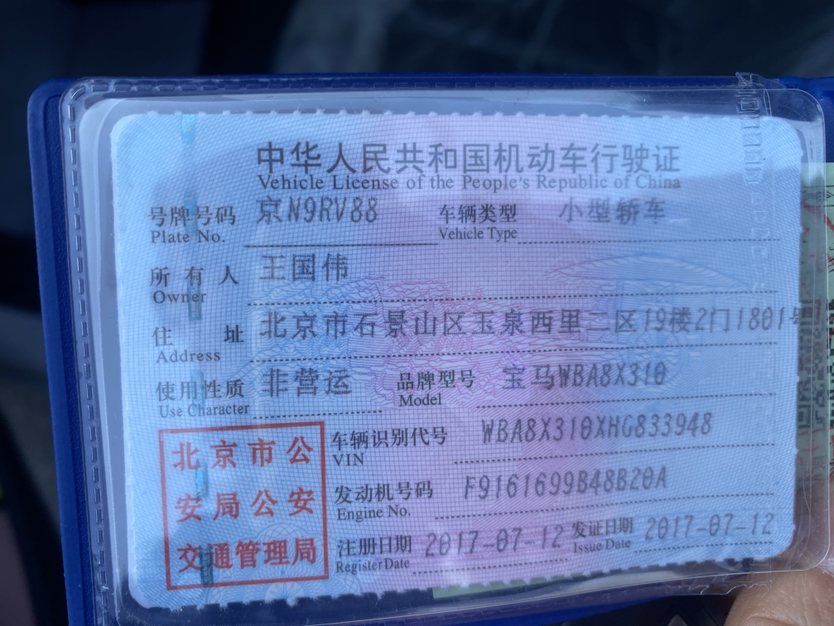 中华人民共和国机动车行驶证
Vehicle License of the People's Republic of China
号牌号码 京N9RV88 车辆类型 小型轿车
Plate No. Vehicle Type
所有人 王国伟
Owner
住址 北京市石景山区玉泉西里二区19楼2门1801号
Address
使用性质 非营运 品牌型号 宝马WBA8X310
Use Character Model
北京市公
安局公安
交通管理局
车辆识别代号 WBA8X310XHG833948
VIN
发动机号码 F9161699B48B20A
Engine No.
注册日期 2017-07-12 发证日期 2017-07-12
Register Date Issue Date